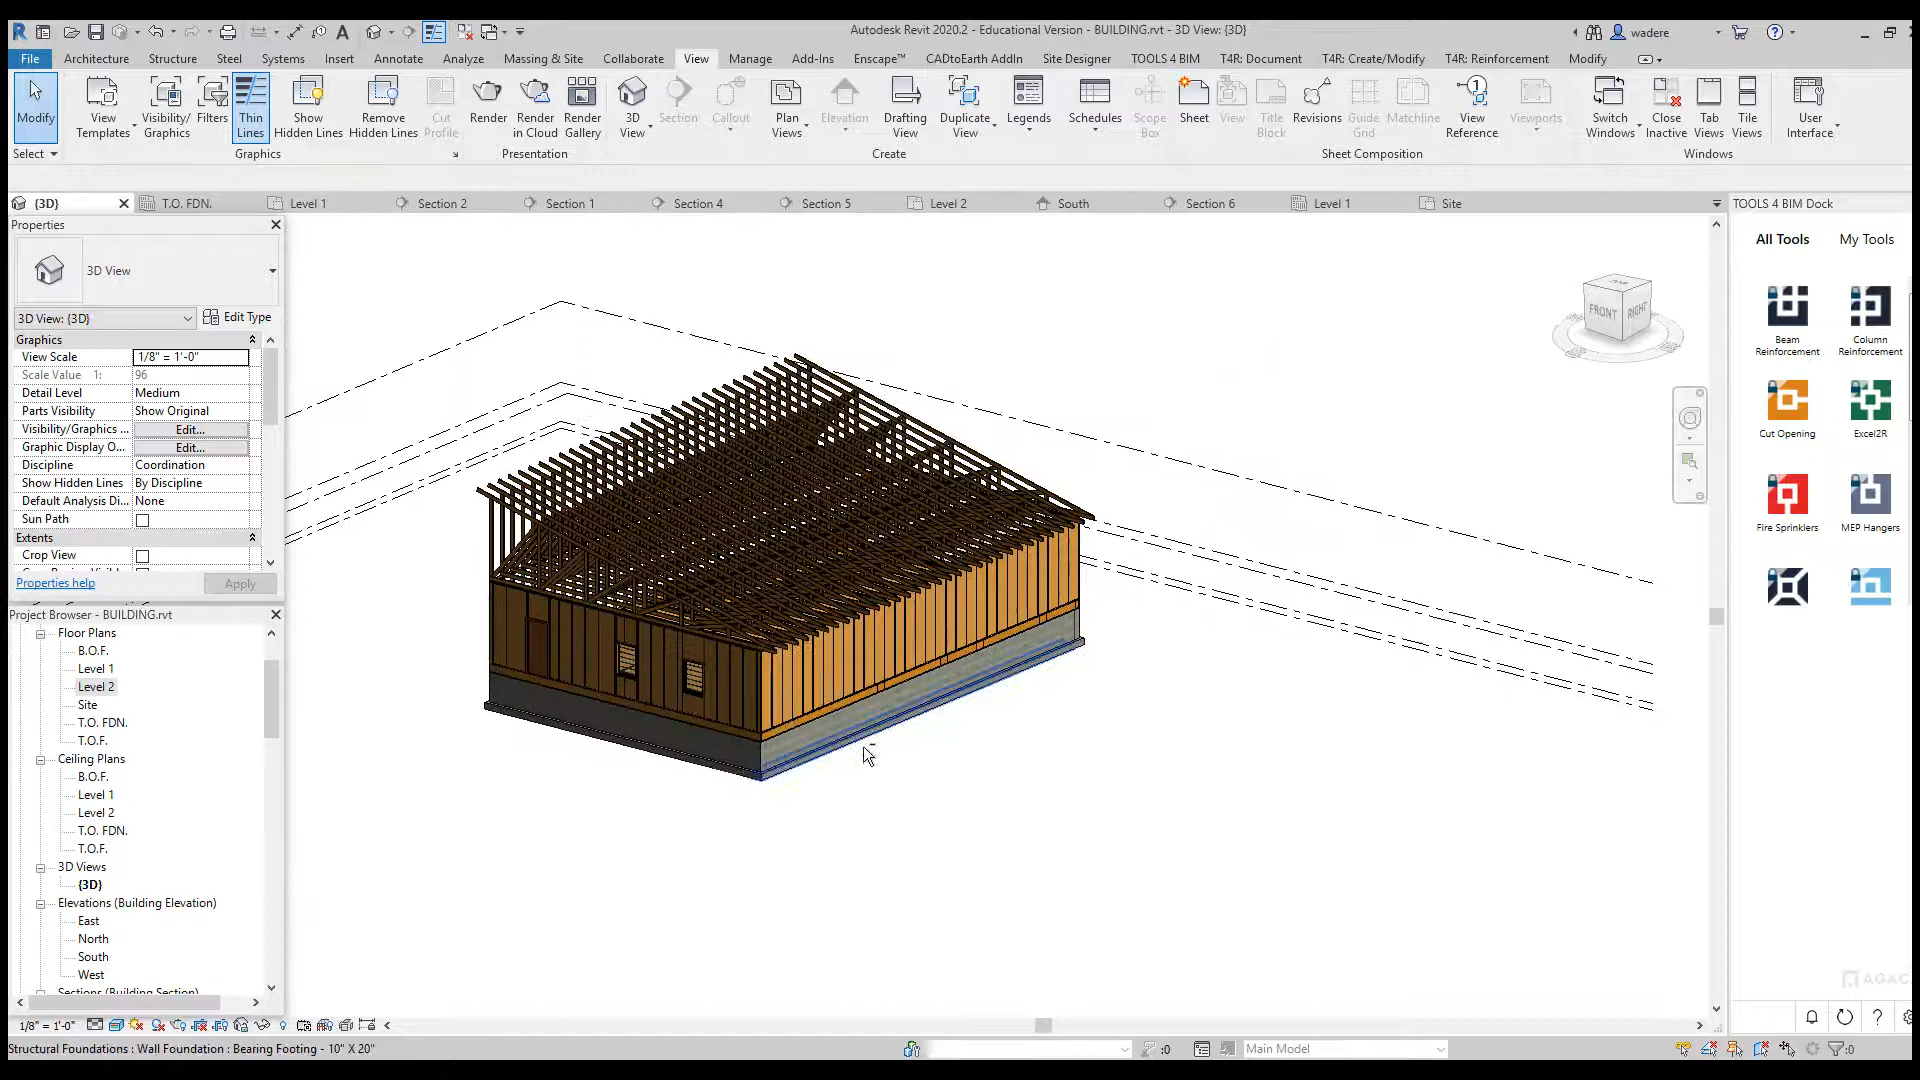 Autodesk Revit 2020.2 - Educational Version - BUILDING.rvt - 3D View: {3D}
wadere
File Architecture Structure Steel Systems Insert Annotate Analyze Massing & Site Collaborate View Manage Add-Ins Enscape™ CADtoEarth AddIn Site Designer TOOLS 4 BIM T4R: Document T4R: Create/Modify T4R: Reinforcement Modify
Modify
View Templates
Visibility/ Graphics
Filters
Thin Lines
Show Hidden Lines
Remove Hidden Lines
Cut Profile
Render
Render in Cloud
Render Gallery
3D View
Section
Callout
Plan Views
Elevation
Drafting View
Duplicate View
Legends
Schedules
Scope Box
Sheet
View
Title Block
Revisions
Guide Grid
Matchline
View Reference
Viewports
Switch Windows
Close Inactive
Tab Views
Tile Views
User Interface
Select Graphics Presentation Create Sheet Composition Windows
{3D} T.O. FDN. Level 1 Section 2 Section 1 Section 4 Section 5 Level 2 South Section 6 Level 1 Site
TOOLS 4 BIM Dock
Properties
3D View
3D View: {3D} Edit Type
Graphics
View Scale 1/8" = 1'-0"
Scale Value 1: 96
Detail Level Medium
Parts Visibility Show Original
Visibility/Graphics ... Edit...
Graphic Display O... Edit...
Discipline Coordination
Show Hidden Lines By Discipline
Default Analysis Di... None
Sun Path
Extents
Crop View
Properties help Apply
Project Browser - BUILDING.rvt
Floor Plans
B.O.F.
Level 1
Level 2
Site
T.O. FDN.
T.O.F.
Ceiling Plans
B.O.F.
Level 1
Level 2
T.O. FDN.
T.O.F.
3D Views
{3D}
Elevations (Building Elevation)
East
North
South
West
Sections (Building Section)
FRONT RIGHT
All Tools My Tools
Beam Reinforcement
Column Reinforcement
Cut Opening
Excel2R
Fire Sprinklers
MEP Hangers
AGAC
1/8" = 1'-0"
Structural Foundations : Wall Foundation : Bearing Footing - 10" X 20"
:0
Main Model
:0